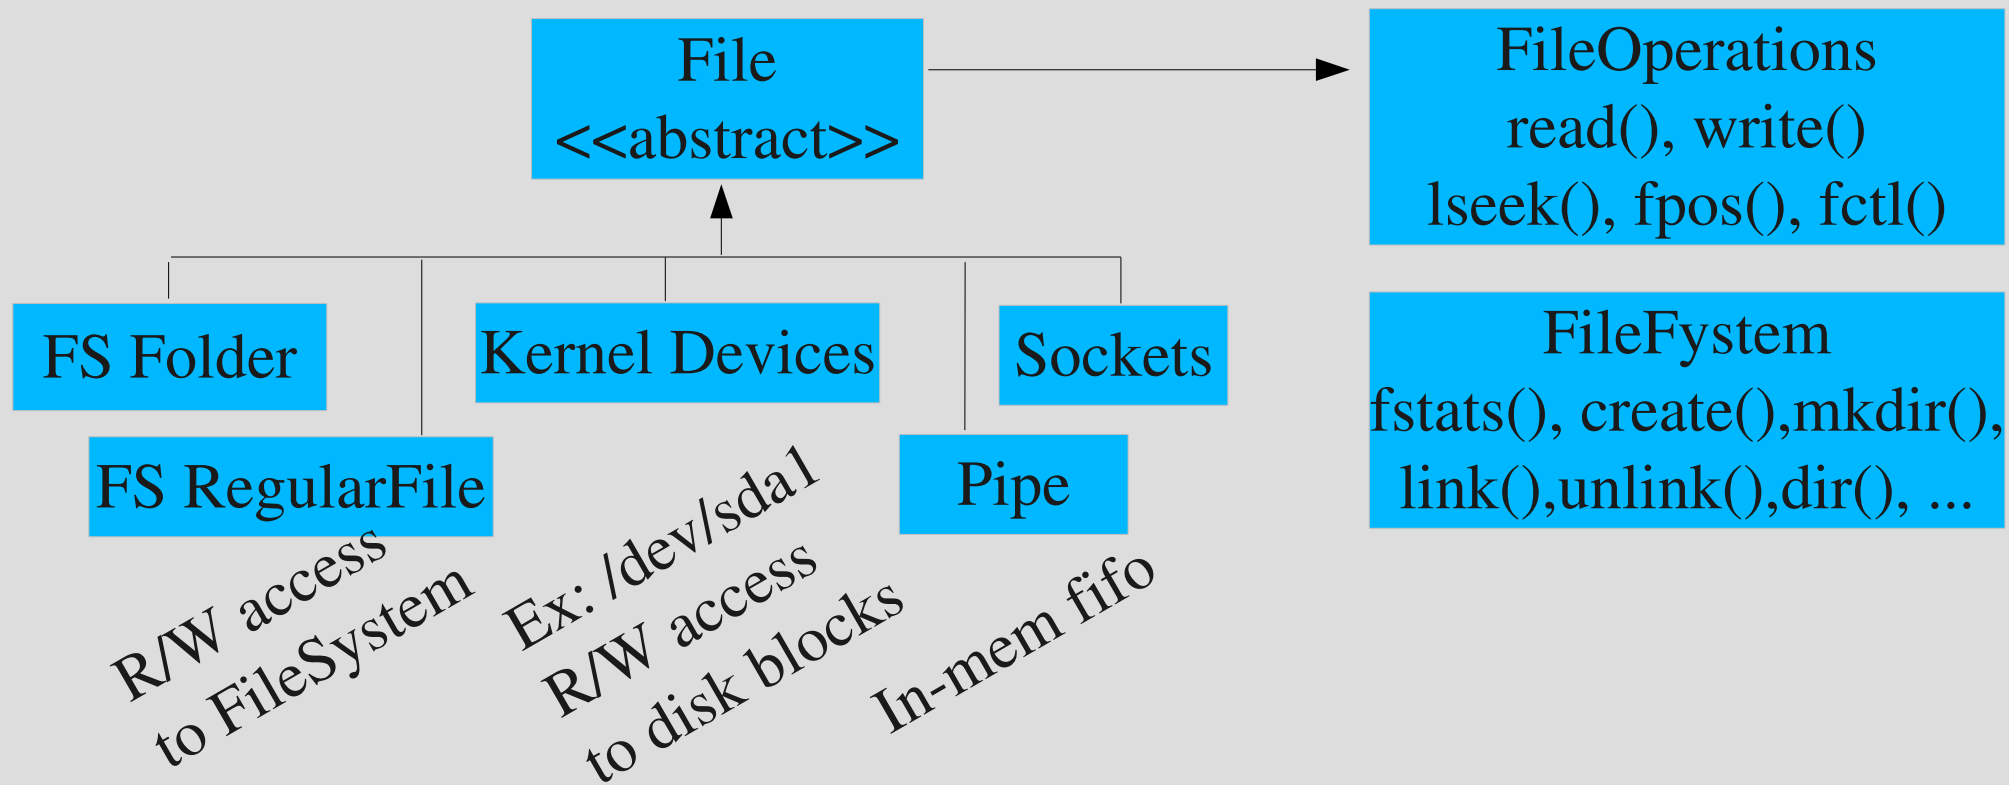 File
<<abstract>>
FileOperations
read(), write()
lseek(), fpos(), fctl()
FS Folder
Kernel Devices
Sockets
FileFystem
fstats(), create(),mkdir(),
link(),unlink(),dir(), ...
FS RegularFile
Pipe
R/W access
to FileSystem
Ex: /dev/sda1
R/W access
to disk blocks
In-mem fifo